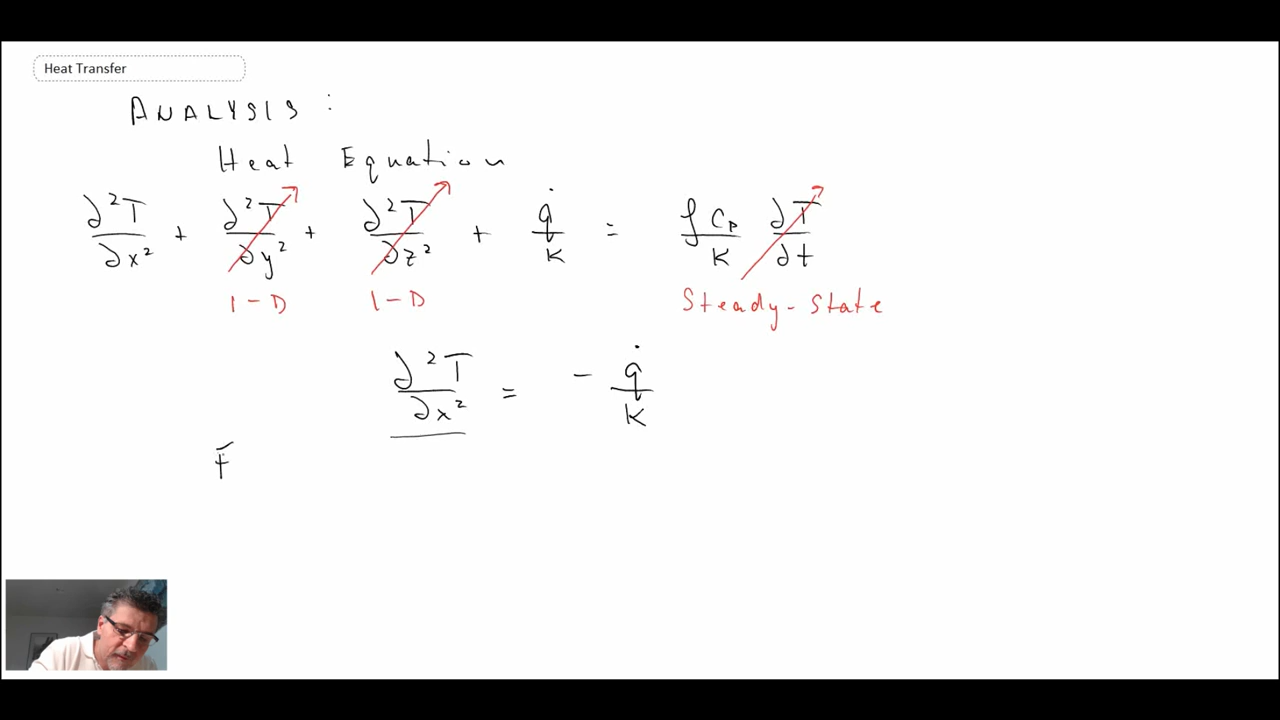 Heat Transfer
ANALYSIS :
Heat Equation
∂²T/∂x² + ∂²T/∂y² + ∂²T/∂z² + q̇/k = ρCp/k ∂T/∂t
1-D 1-D Steady-State
∂²T/∂x² = - q̇/k
F